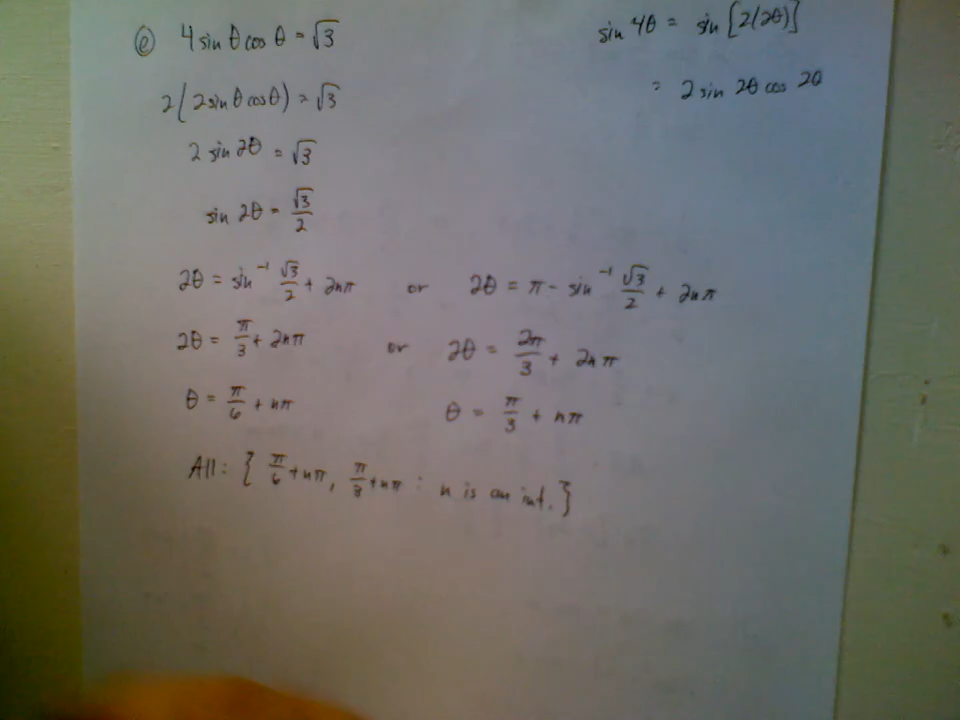 ⓔ 4 sin θ cos θ = √3
2(2 sin θ cos θ) = √3
2 sin 2θ = √3
sin 2θ = √3/2
2θ = sin⁻¹ √3/2 + 2nπ or 2θ = π - sin⁻¹ √3/2 + 2nπ
2θ = π/3 + 2nπ or 2θ = 2π/3 + 2nπ
θ = π/6 + nπ θ = π/3 + nπ
All: { π/6 + nπ, π/3 + nπ : n is an int. }
sin 4θ = sin [2(2θ)]
= 2 sin 2θ cos 2θ